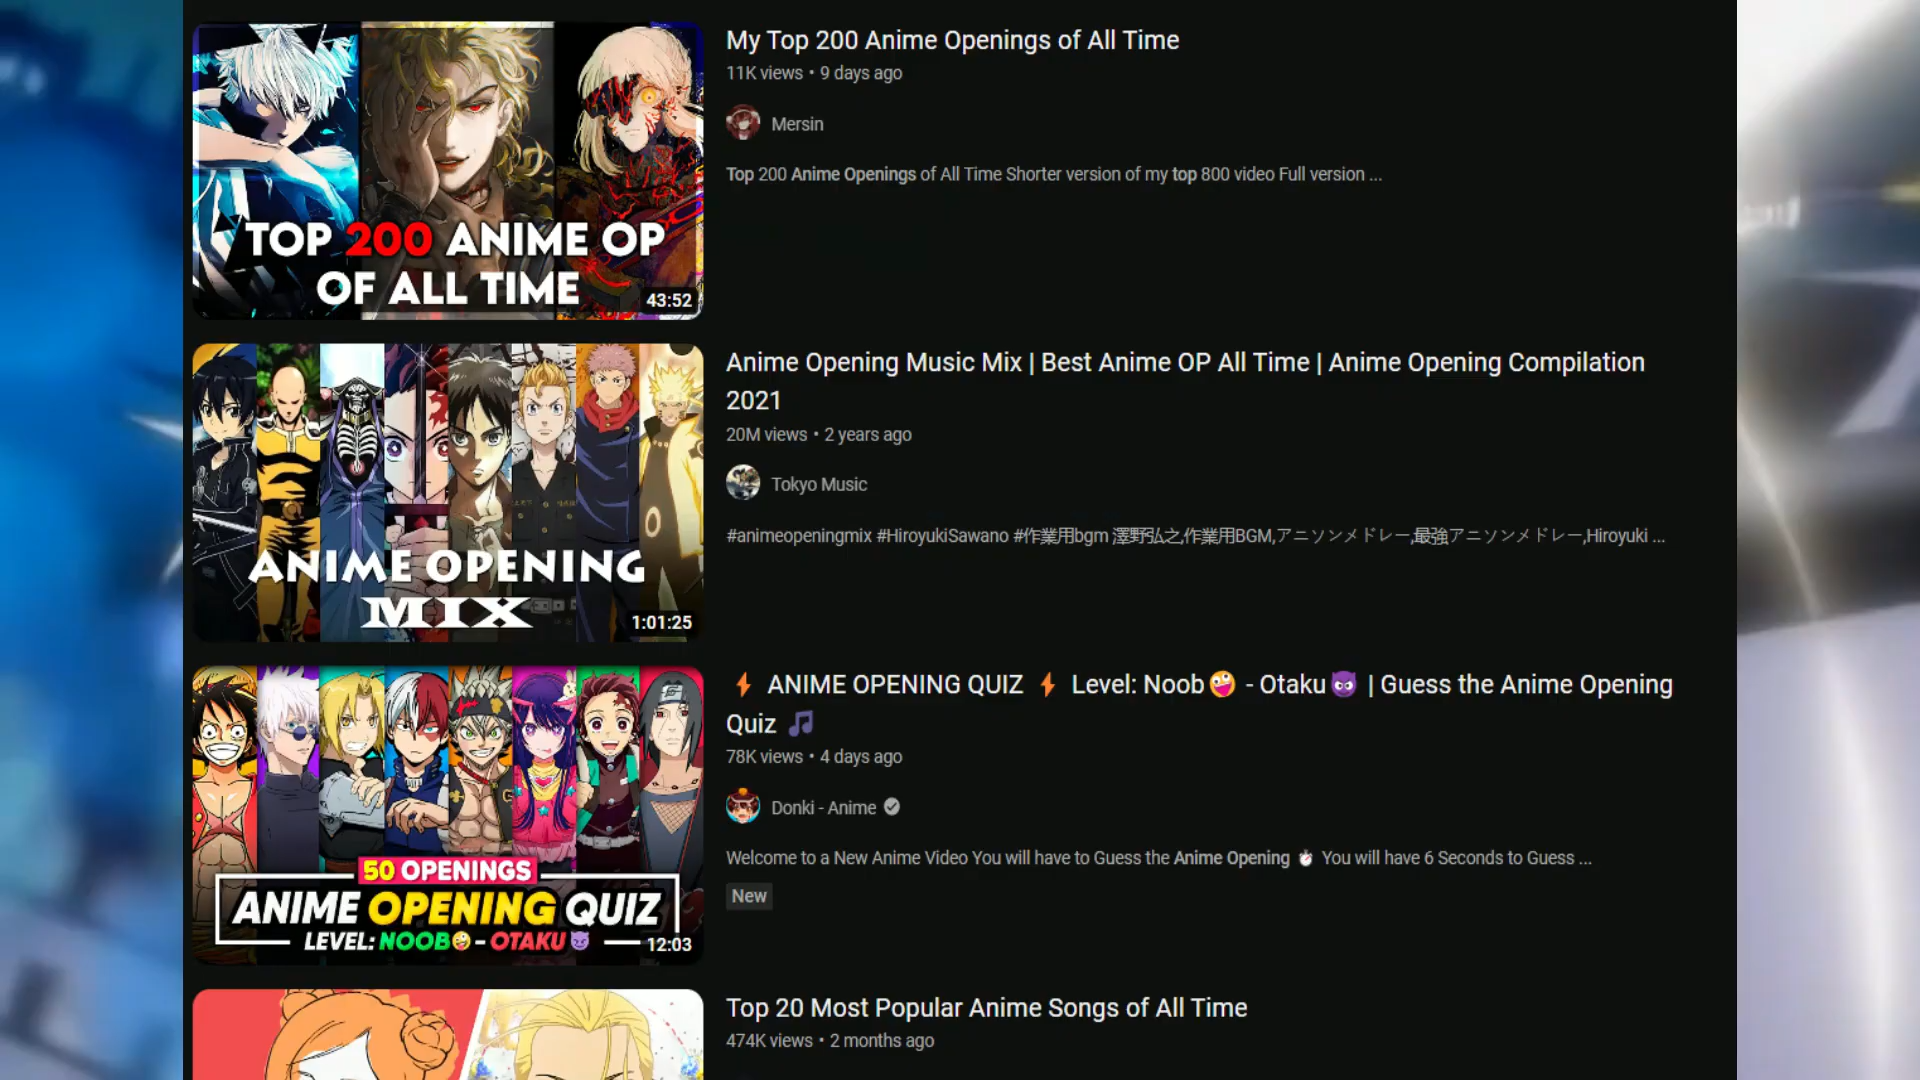 TOP 200 ANIME OP
OF ALL TIME
43:52
My Top 200 Anime Openings of All Time
11K views • 9 days ago
Mersin
Top 200 Anime Openings of All Time Shorter version of my top 800 video Full version ...
ANIME OPENING
MIX
1:01:25
Anime Opening Music Mix | Best Anime OP All Time | Anime Opening Compilation
2021
20M views • 2 years ago
Tokyo Music
#animeopeningmix #HiroyukiSawano #作業用bgm 澤野弘之,作業用BGM,アニソンメドレー,最強アニソンメドレー,Hiroyuki ...
50 OPENINGS
ANIME OPENING QUIZ
LEVEL: NOOB🤪 - OTAKU😈
12:03
⚡ ANIME OPENING QUIZ ⚡ Level: Noob🤪 - Otaku😈 | Guess the Anime Opening
Quiz 🎵
78K views • 4 days ago
Donki - Anime
Welcome to a New Anime Video You will have to Guess the Anime Opening ⏱ You will have 6 Seconds to Guess ...
New
Top 20 Most Popular Anime Songs of All Time
474K views • 2 months ago